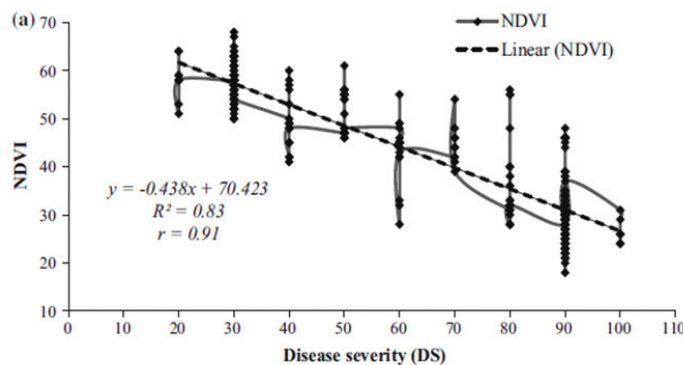 (a)
70
60
50
40
30
20
10
NDVI
NDVI
Linear (NDVI)
y = -0.438x + 70.423
R² = 0.83
r = 0.91
0 10 20 30 40 50 60 70 80 90 100 110
Disease severity (DS)